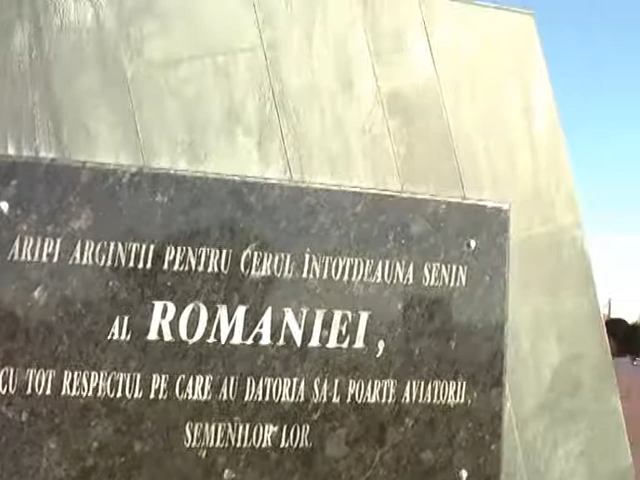 ARIPI ARGINTII PENTRU CERUL ÎNTOTDEAUNA SENIN
AL ROMANIEI,
CU TOT RESPECTUL PE CARE AU DATORIA SA-L POARTE AVIATORII,
SEMENILOR LOR.